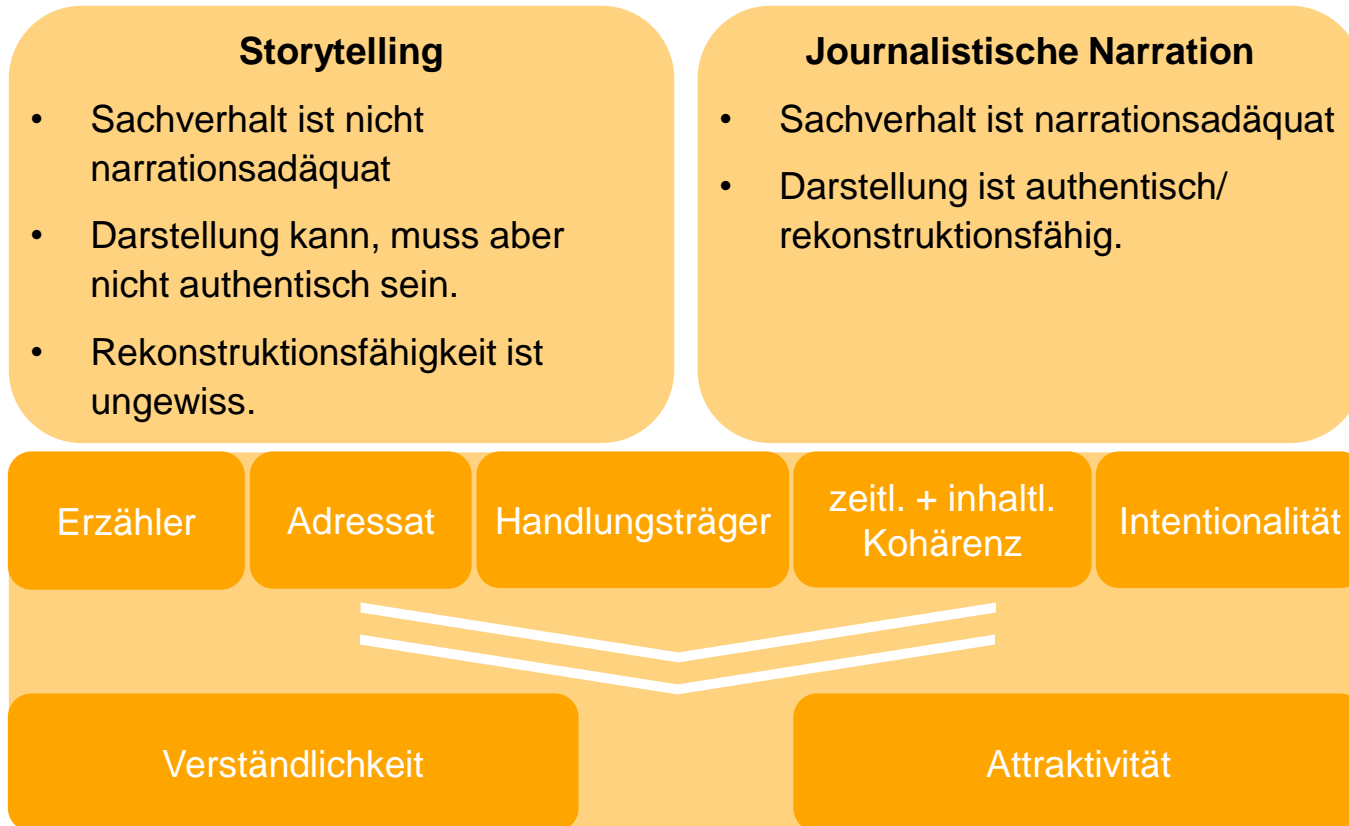 Storytelling
• Sachverhalt ist nicht
narrationsadäquat
• Darstellung kann, muss aber
nicht authentisch sein.
• Rekonstruktionsfähigkeit ist
ungewiss.
Journalistische Narration
• Sachverhalt ist narrationsadäquat
• Darstellung ist authentisch/
rekonstruktionsfähig.
Erzähler
Adressat
Handlungsträger
zeitl. + inhaltl.
Kohärenz
Intentionalität
Verständlichkeit
Attraktivität